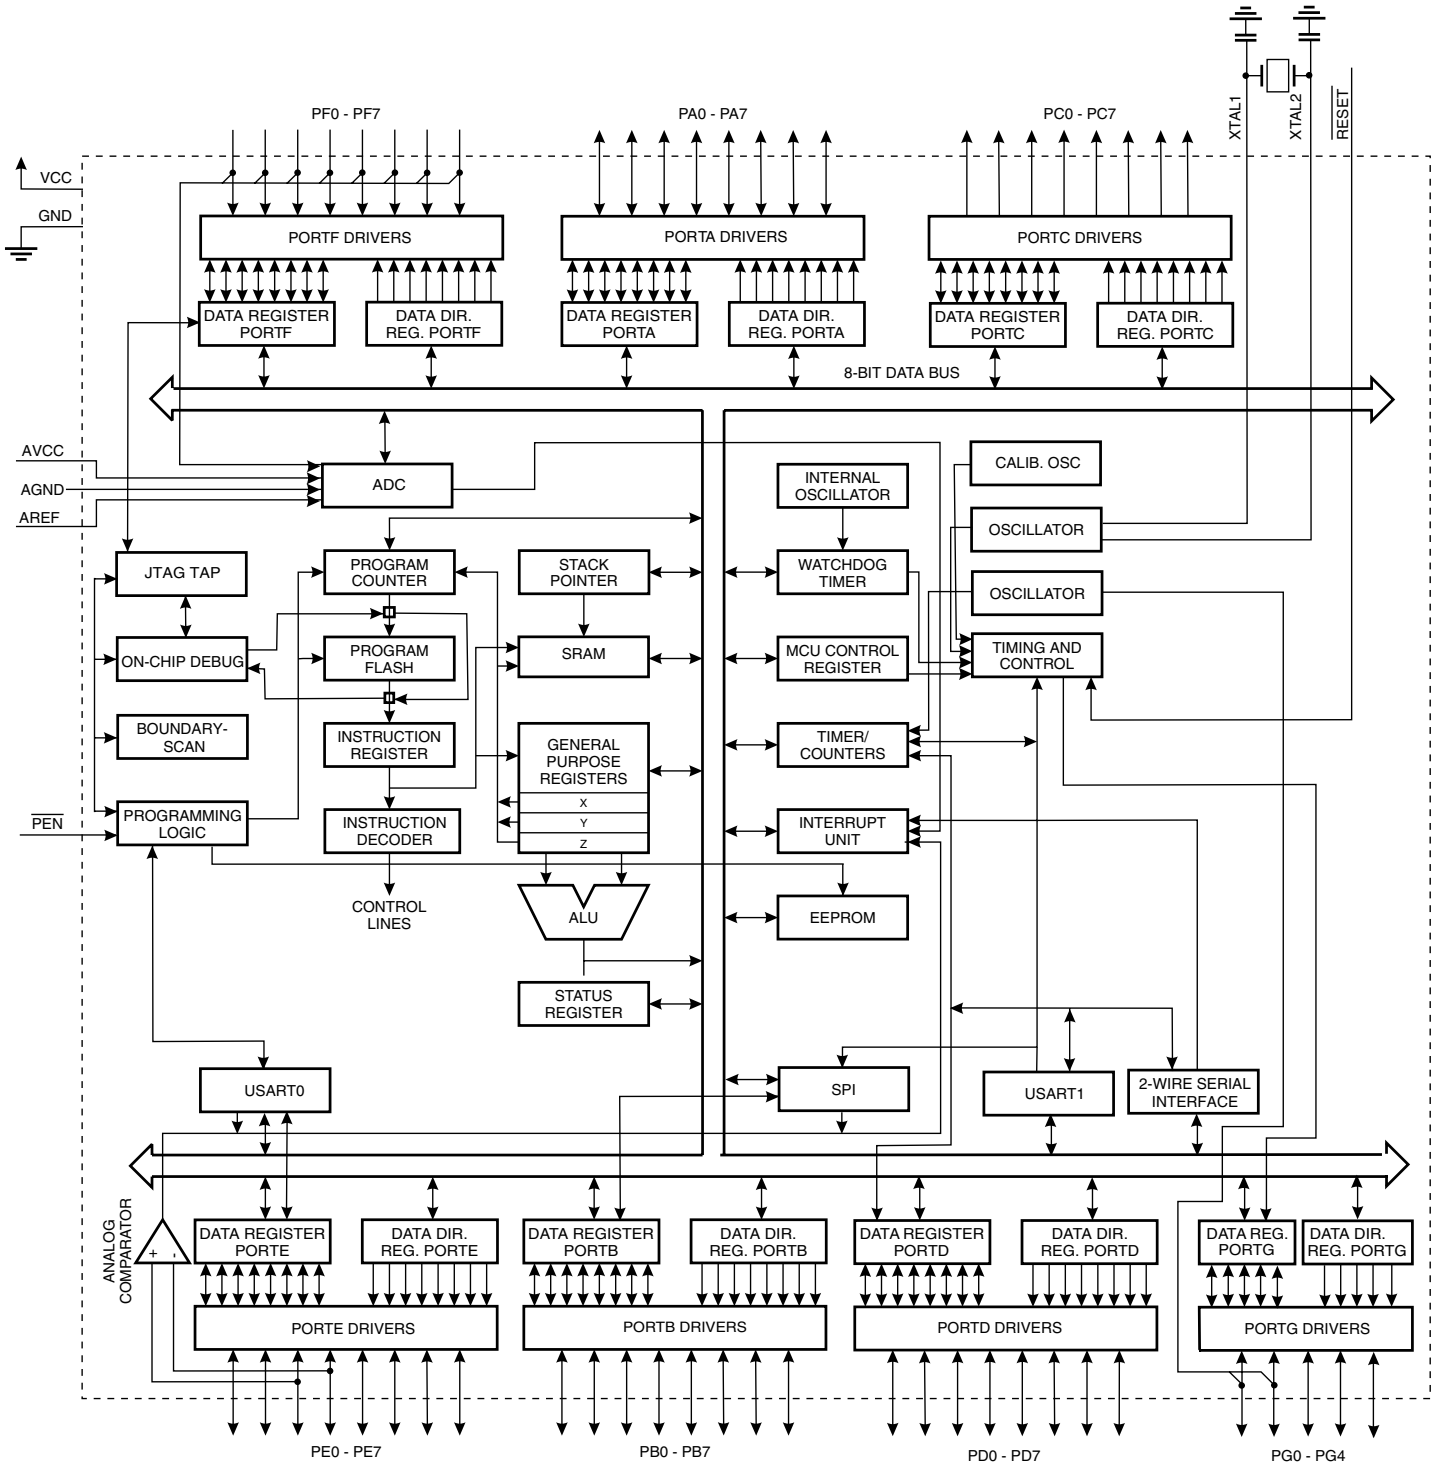 XTAL1
XTAL2
RESET
PF0 - PF7
PA0 - PA7
PC0 - PC7
VCC
GND
PORTF DRIVERS
PORTA DRIVERS
PORTC DRIVERS
DATA REGISTER
PORTF
DATA DIR.
REG. PORTF
DATA REGISTER
PORTA
DATA DIR.
REG. PORTA
DATA REGISTER
PORTC
DATA DIR.
REG. PORTC
8-BIT DATA BUS
AVCC
AGND
AREF
ADC
INTERNAL
OSCILLATOR
CALIB. OSC
OSCILLATOR
JTAG TAP
PROGRAM
COUNTER
STACK
POINTER
WATCHDOG
TIMER
OSCILLATOR
ON-CHIP DEBUG
PROGRAM
FLASH
SRAM
MCU CONTROL
REGISTER
TIMING AND
CONTROL
BOUNDARY-
SCAN
INSTRUCTION
REGISTER
GENERAL
PURPOSE
REGISTERS
X
Y
Z
TIMER/
COUNTERS
PEN
PROGRAMMING
LOGIC
INSTRUCTION
DECODER
INTERRUPT
UNIT
CONTROL
LINES
ALU
EEPROM
STATUS
REGISTER
USART0
SPI
USART1
2-WIRE SERIAL
INTERFACE
ANALOG
COMPARATOR
+
-
DATA REGISTER
PORTE
DATA DIR.
REG. PORTE
DATA REGISTER
PORTB
DATA DIR.
REG. PORTB
DATA REGISTER
PORTD
DATA DIR.
REG. PORTD
DATA REG.
PORTG
DATA DIR.
REG. PORTG
PORTE DRIVERS
PORTB DRIVERS
PORTD DRIVERS
PORTG DRIVERS
PE0 - PE7
PB0 - PB7
PD0 - PD7
PG0 - PG4